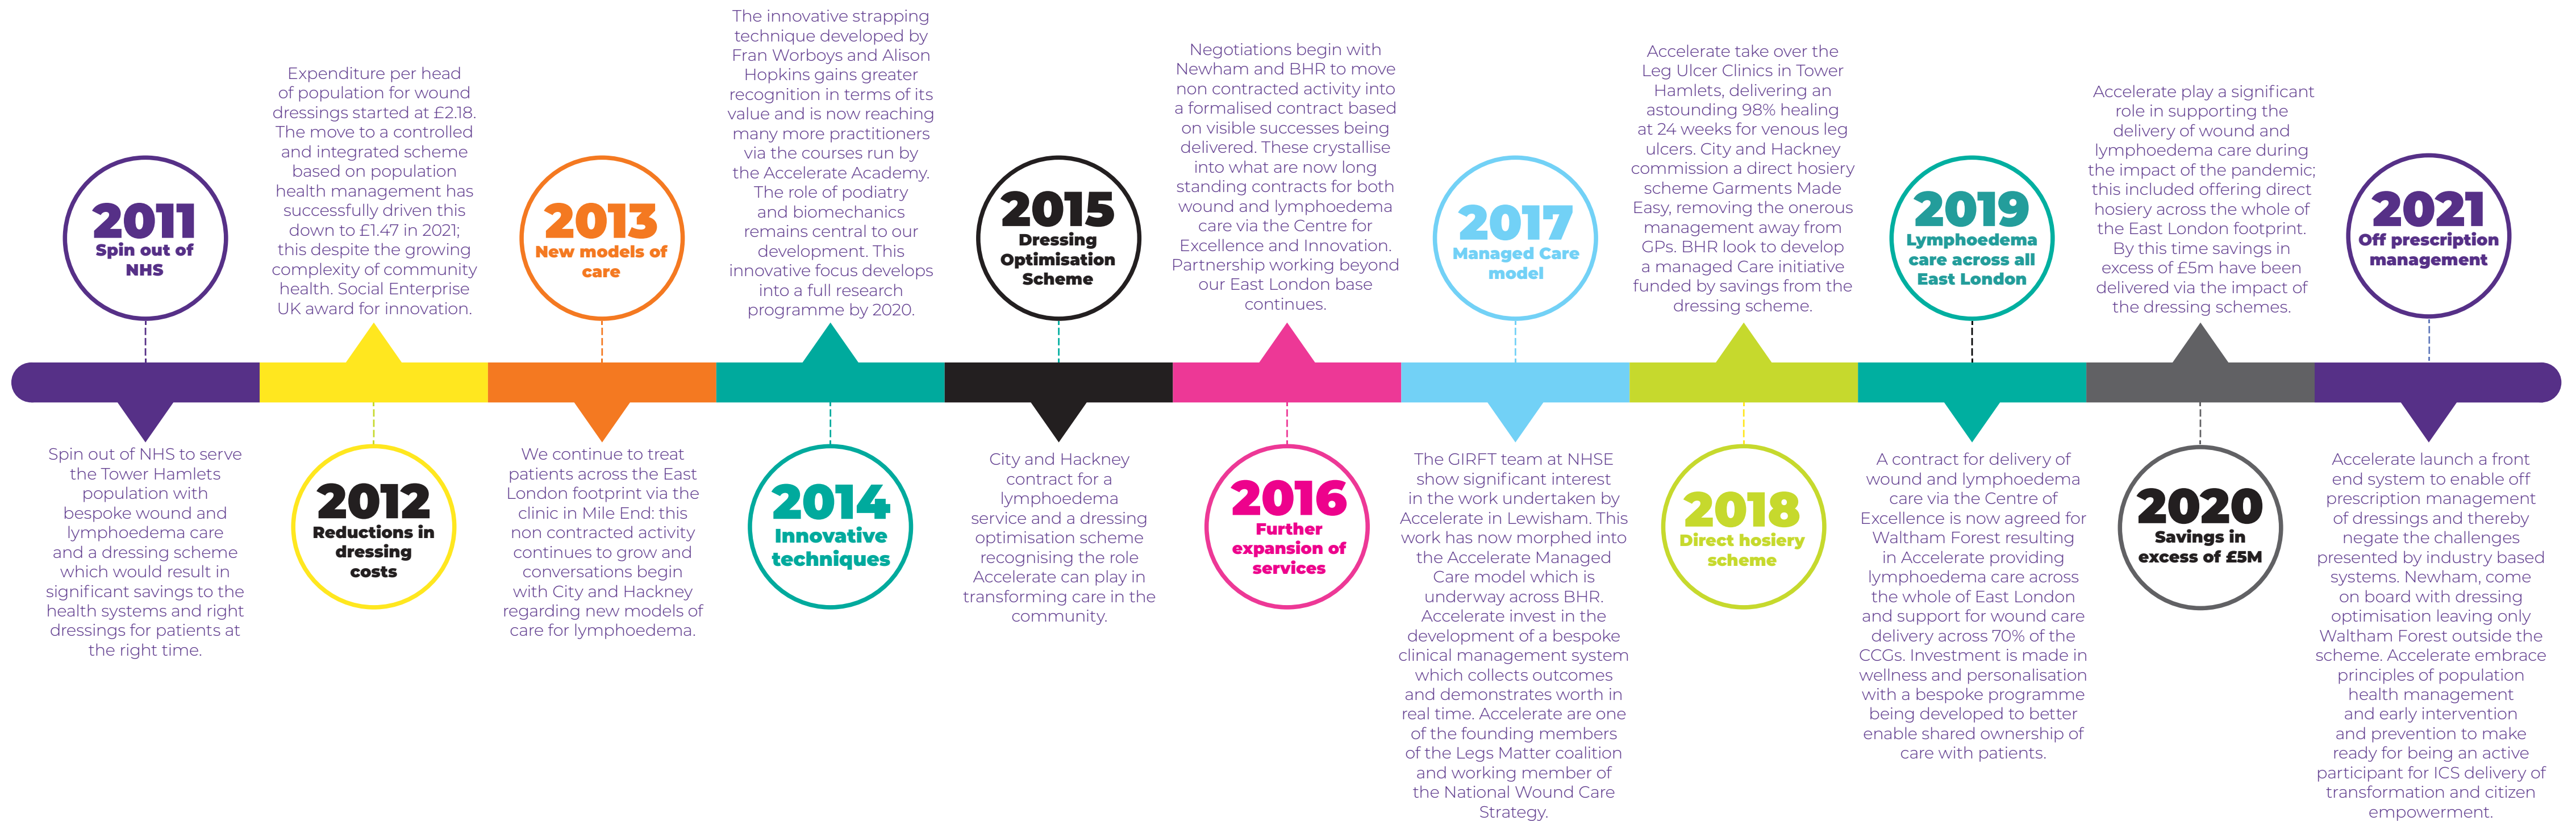 2011
Spin out of
NHS
Spin out of NHS to serve
the Tower Hamlets
population with
bespoke wound and
lymphoedema care
and a dressing scheme
which would result in
significant savings to the
health systems and right
dressings for patients at
the right time.
Expenditure per head
of population for wound
dressings started at £2.18.
The move to a controlled
and integrated scheme
based on population
health management has
successfully driven this
down to £1.47 in 2021;
this despite the growing
complexity of community
health. Social Enterprise
UK award for innovation.
2012
Reductions in
dressing
costs
2013
New models of
care
We continue to treat
patients across the East
London footprint via the
clinic in Mile End: this
non contracted activity
continues to grow and
conversations begin
with City and Hackney
regarding new models of
care for lymphoedema.
The innovative strapping
technique developed by
Fran Worboys and Alison
Hopkins gains greater
recognition in terms of its
value and is now reaching
many more practitioners
via the courses run by
the Accelerate Academy.
The role of podiatry
and biomechanics
remains central to our
development. This
innovative focus develops
into a full research
programme by 2020.
2014
Innovative
techniques
2015
Dressing
Optimisation
Scheme
City and Hackney
contract for a
lymphoedema
service and a dressing
optimisation scheme
recognising the role
Accelerate can play in
transforming care in the
community.
Negotiations begin with
Newham and BHR to move
non contracted activity into
a formalised contract based
on visible successes being
delivered. These crystallise
into what are now long
standing contracts for both
wound and lymphoedema
care via the Centre for
Excellence and Innovation.
Partnership working beyond
our East London base
continues.
2016
Further
expansion of
services
2017
Managed Care
model
The GIRFT team at NHSE
show significant interest
in the work undertaken by
Accelerate in Lewisham. This
work has now morphed into
the Accelerate Managed
Care model which is
underway across BHR.
Accelerate invest in the
development of a bespoke
clinical management system
which collects outcomes
and demonstrates worth in
real time. Accelerate are one
of the founding members
of the Legs Matter coalition
and working member of
the National Wound Care
Strategy.
Accelerate take over the
Leg Ulcer Clinics in Tower
Hamlets, delivering an
astounding 98% healing
at 24 weeks for venous leg
ulcers. City and Hackney
commission a direct hosiery
scheme Garments Made
Easy, removing the onerous
management away from
GPs. BHR look to develop
a managed Care initiative
funded by savings from the
dressing scheme.
2018
Direct hosiery
scheme
2019
Lymphoedema
care across all
East London
A contract for delivery of
wound and lymphoedema
care via the Centre of
Excellence is now agreed for
Waltham Forest resulting
in Accelerate providing
lymphoedema care across
the whole of East London
and support for wound care
delivery across 70% of the
CCGs. Investment is made in
wellness and personalisation
with a bespoke programme
being developed to better
enable shared ownership of
care with patients.
Accelerate play a significant
role in supporting the
delivery of wound and
lymphoedema care during
the impact of the pandemic;
this included offering direct
hosiery across the whole of
the East London footprint.
By this time savings in
excess of £5m have been
delivered via the impact of
the dressing schemes.
2020
Savings in
excess of £5M
2021
Off prescription
management
Accelerate launch a front
end system to enable off
prescription management
of dressings and thereby
negate the challenges
presented by industry based
systems. Newham, come
on board with dressing
optimisation leaving only
Waltham Forest outside the
scheme. Accelerate embrace
principles of population
health management
and early intervention
and prevention to make
ready for being an active
participant for ICS delivery of
transformation and citizen
empowerment.